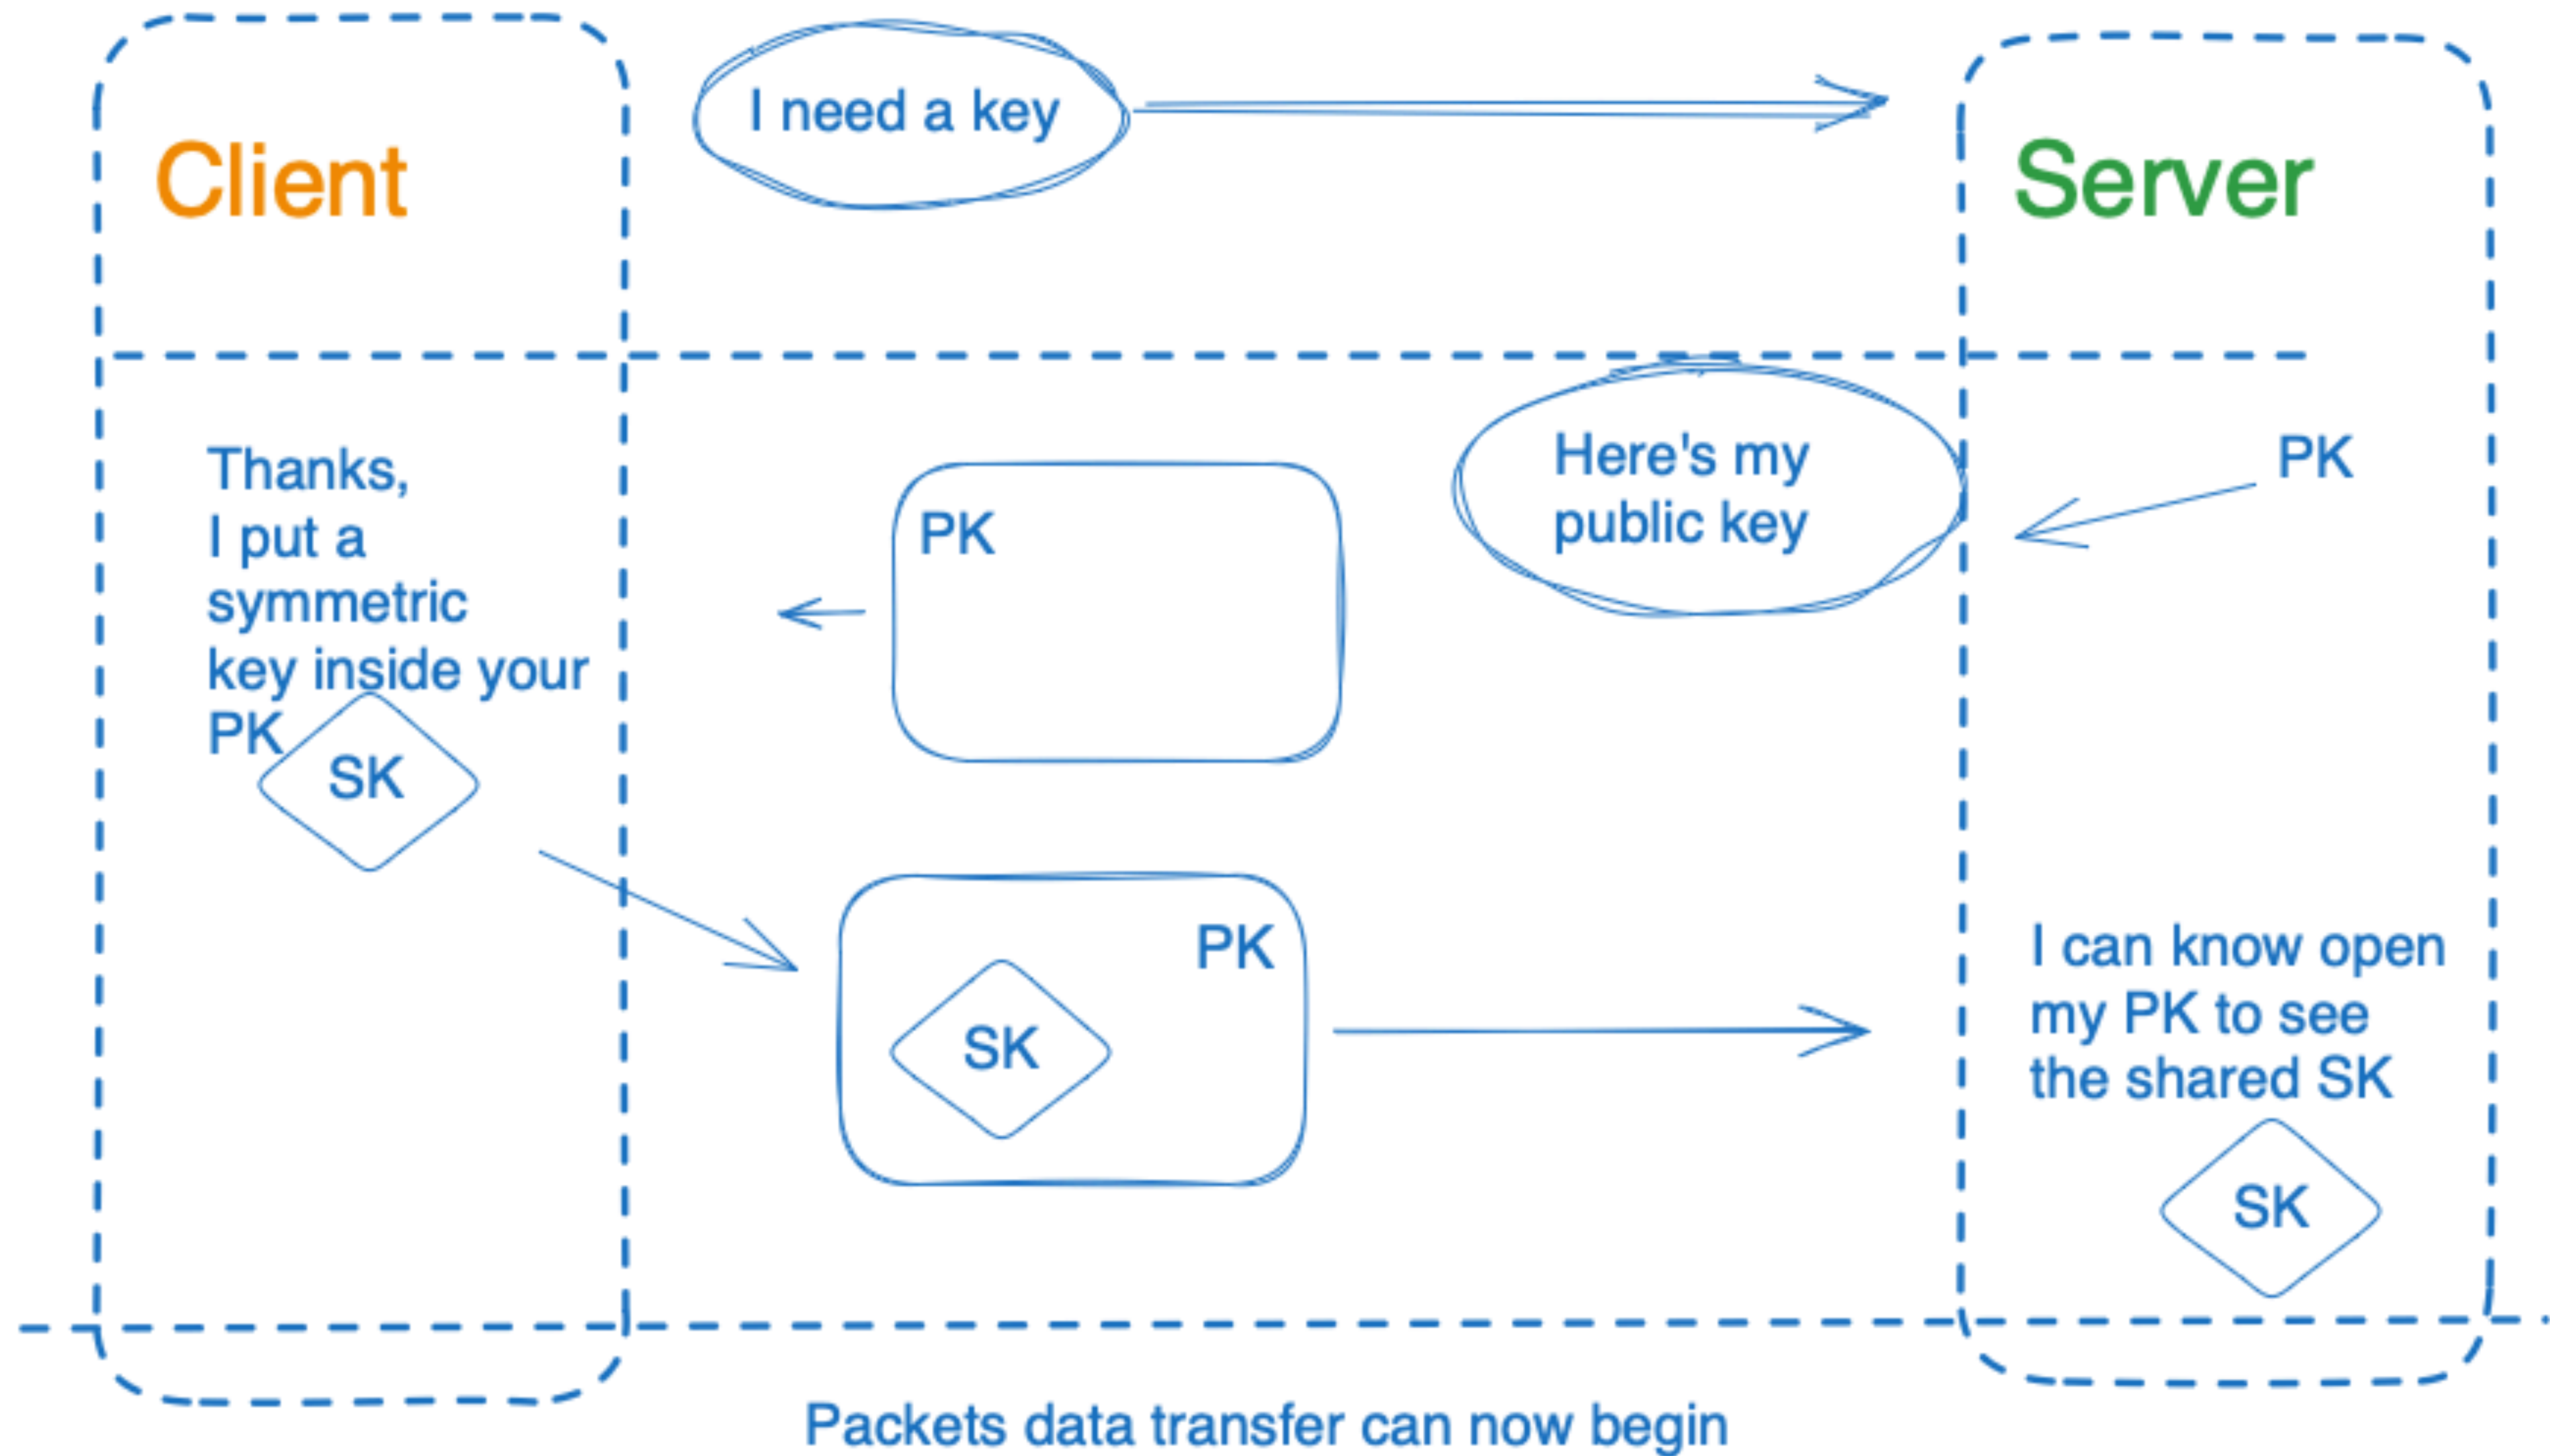 Client
I need a key
Server
Here's my
public key
PK
PK
Thanks,
I put a
symmetric
key inside your
PK
SK
PK
SK
I can know open
my PK to see
the shared SK
SK
Packets data transfer can now begin